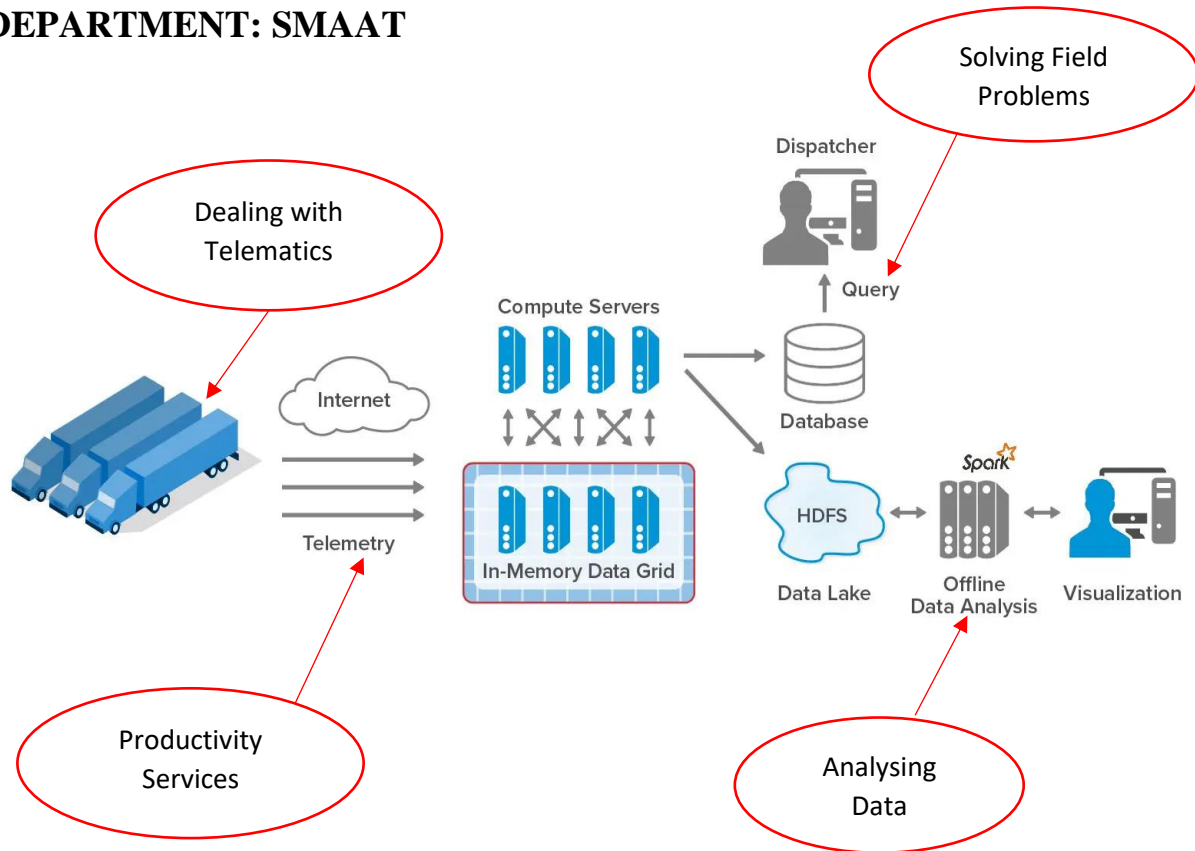 DEPARTMENT: SMAAT
Solving Field
Problems
Dispatcher
Dealing with
Telematics
Query
Compute Servers
Internet
Database
Spark
HDFS
Telemetry
In-Memory Data Grid
Data Lake
Offline
Data Analysis
Visualization
Productivity
Services
Analysing
Data